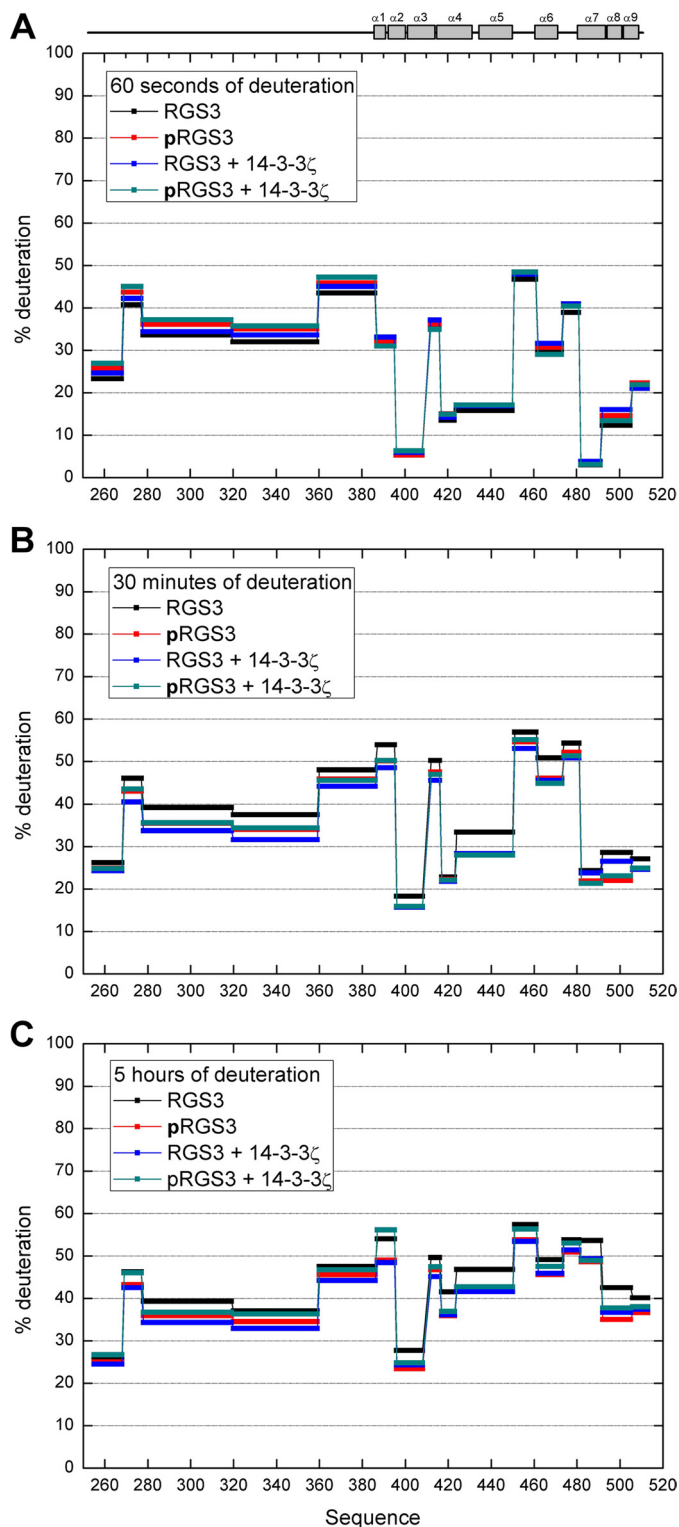 α1 α2 α3 α4 α5 α6 α7 α8 α9
A
100
90
80
70
60
50
40
30
20
10
0
% deuteration
60 seconds of deuteration
RGS3
pRGS3
RGS3 + 14-3-3ζ
pRGS3 + 14-3-3ζ
260 280 300 320 340 360 380 400 420 440 460 480 500 520
B
100
90
80
70
60
50
40
30
20
10
0
% deuteration
30 minutes of deuteration
RGS3
pRGS3
RGS3 + 14-3-3ζ
pRGS3 + 14-3-3ζ
260 280 300 320 340 360 380 400 420 440 460 480 500 520
C
100
90
80
70
60
50
40
30
20
10
0
% deuteration
5 hours of deuteration
RGS3
pRGS3
RGS3 + 14-3-3ζ
pRGS3 + 14-3-3ζ
260 280 300 320 340 360 380 400 420 440 460 480 500 520
Sequence